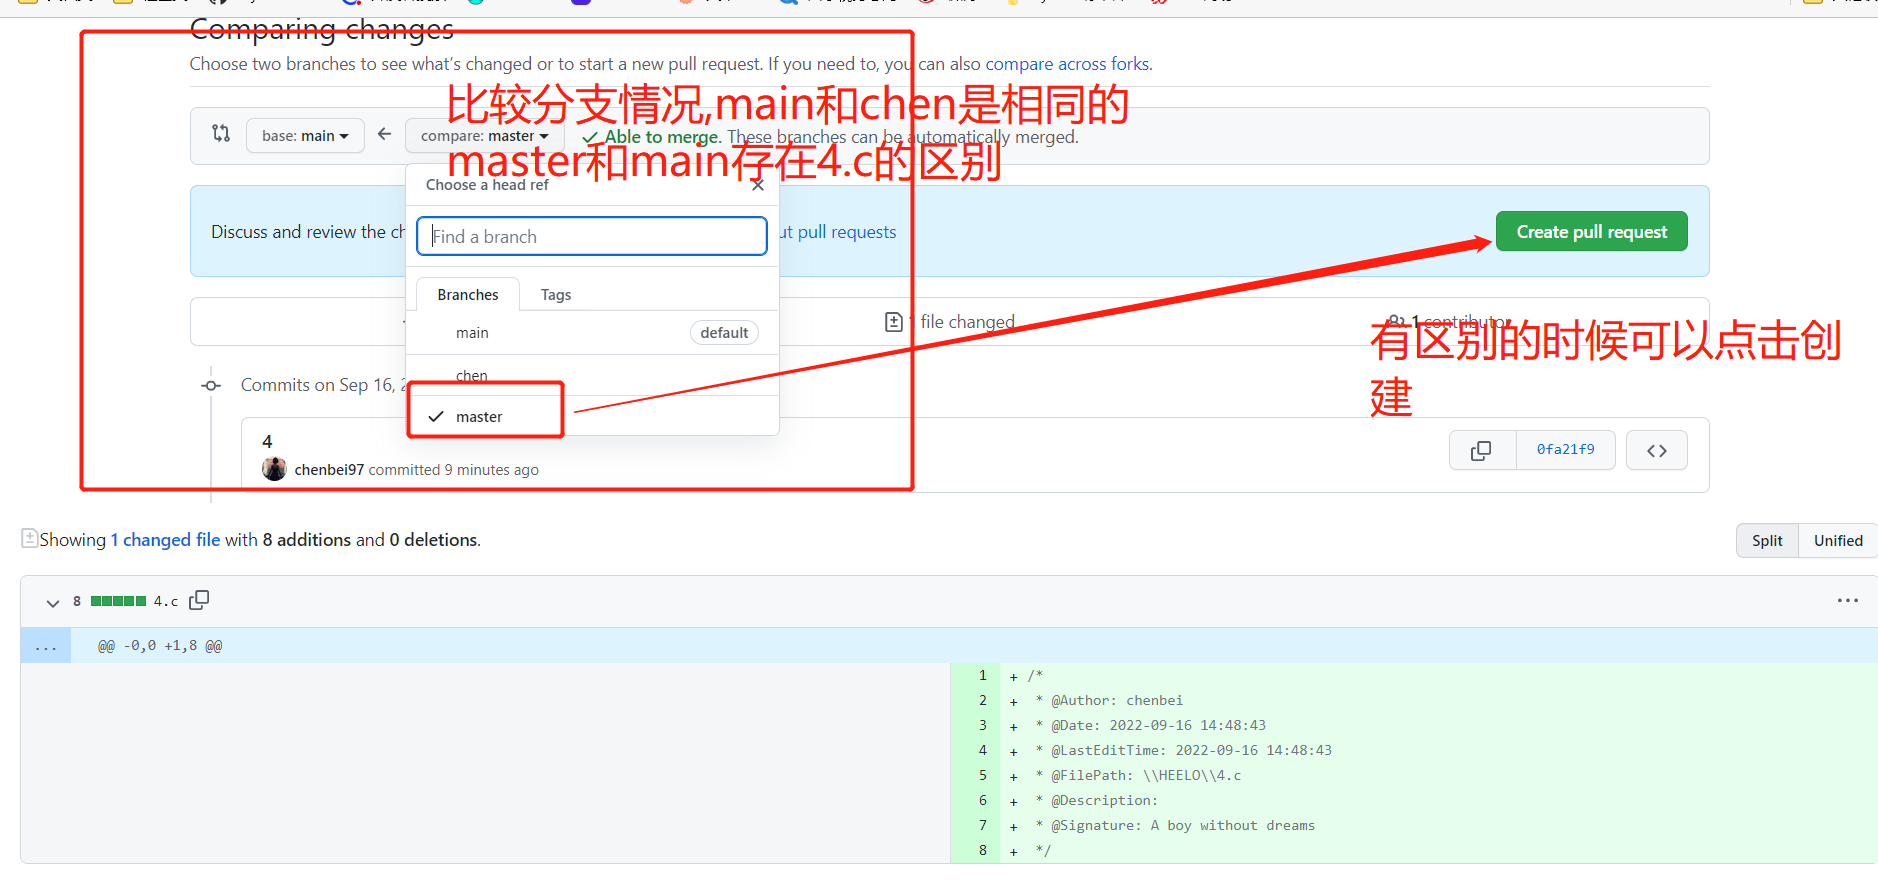 Comparing changes
Choose two branches to see what's changed or to start a new pull request. If you need to, you can also compare across forks.
比较分支情况,main和chen是相同的
base: main
compare: master
Able to merge. These branches can be automatically merged.
master和main存在4.c的区别
Choose a head ref
Discuss and review the
Find a branch
pull requests
Create pull request
Branches
Tags
main
default
file changed
1 contributor
有区别的时候可以点击创
建
chen
Commits on Sep 16,
master
4
chenbei97 committed 9 minutes ago
0fa21f9
Showing 1 changed file with 8 additions and 0 deletions.
Split
Unified
8
4.c
...
@@ -0,0 +1,8 @@
1 + /*
2 + * @Author: chenbei
3 + * @Date: 2022-09-16 14:48:43
4 + * @LastEditTime: 2022-09-16 14:48:43
5 + * @FilePath: \\HEELO\\4.c
6 + * @Description:
7 + * @Signature: A boy without dreams
8 + */